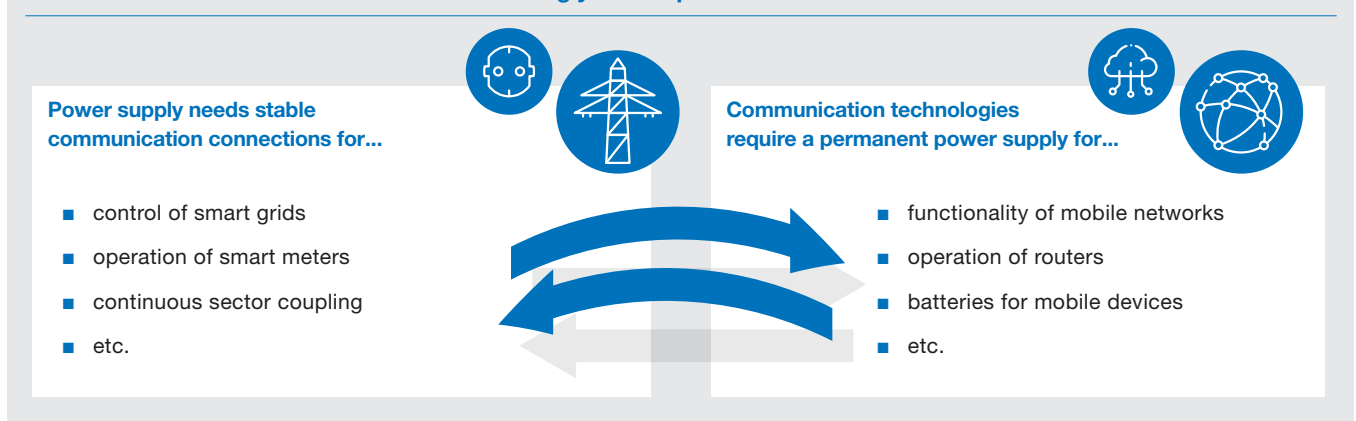 Power supply needs stable
communication connections for...
■ control of smart grids
■ operation of smart meters
■ continuous sector coupling
■ etc.
Communication technologies
require a permanent power supply for...
■ functionality of mobile networks
■ operation of routers
■ batteries for mobile devices
■ etc.